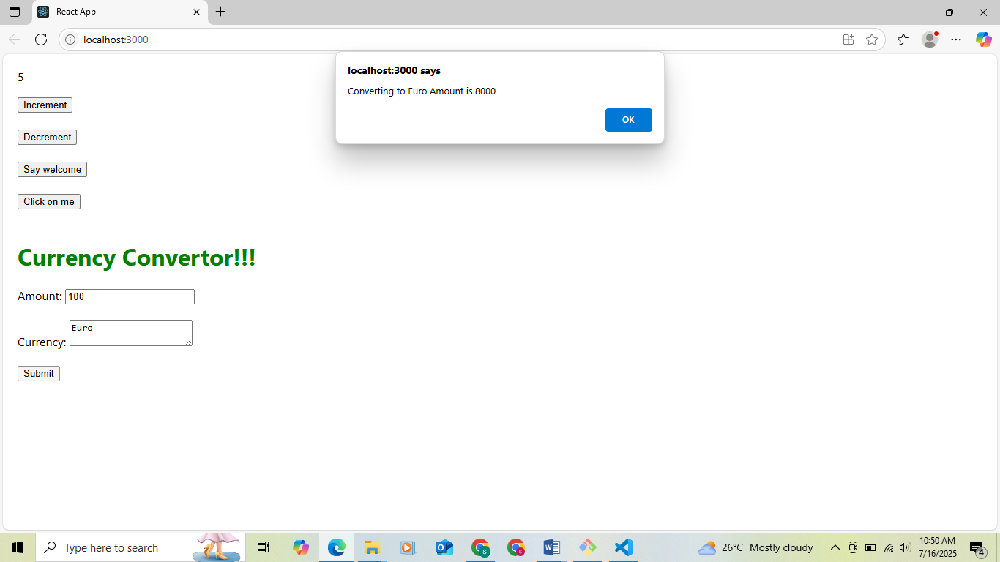 React App
localhost:3000
localhost:3000 says
Converting to Euro Amount is 8000
OK
5
Increment
Decrement
Say welcome
Click on me
Currency Convertor!!!
Amount: 100
Currency: Euro
Submit
Type here to search
26°C Mostly cloudy
10:50 AM
7/16/2025
4